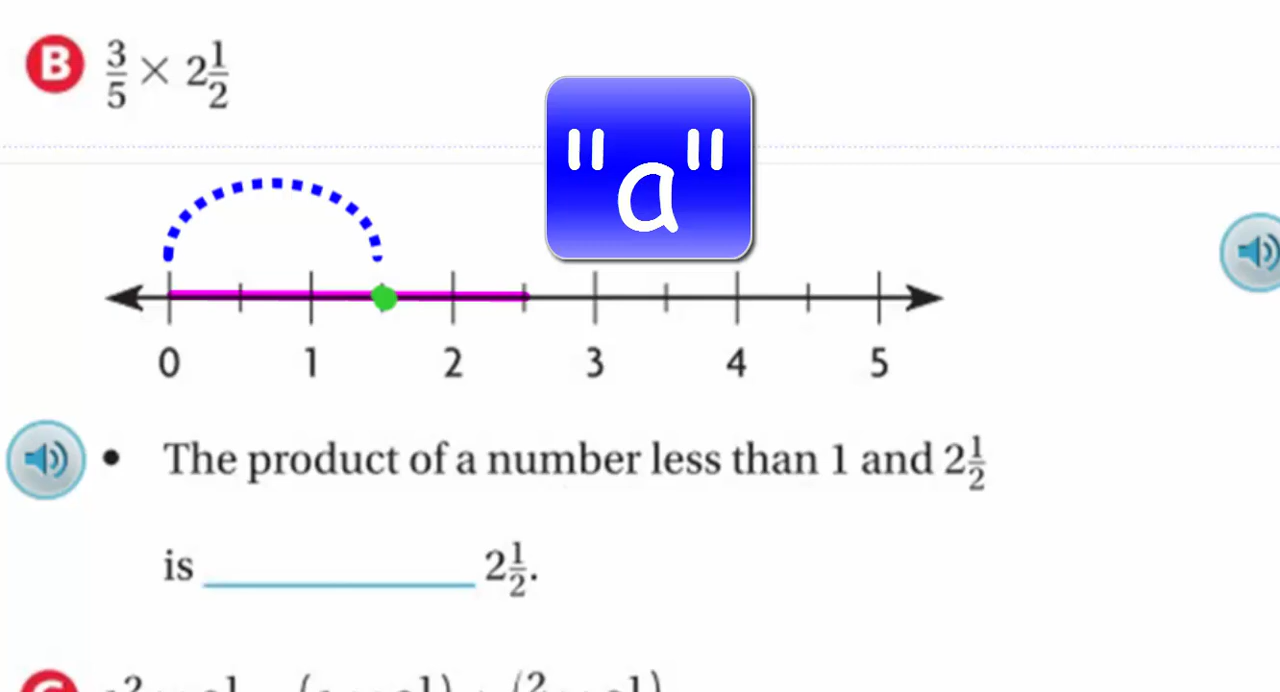 B 3/5 × 2 1/2
"a"
0 1 2 3 4 5
• The product of a number less than 1 and 2 1/2
is ____________ 2 1/2.